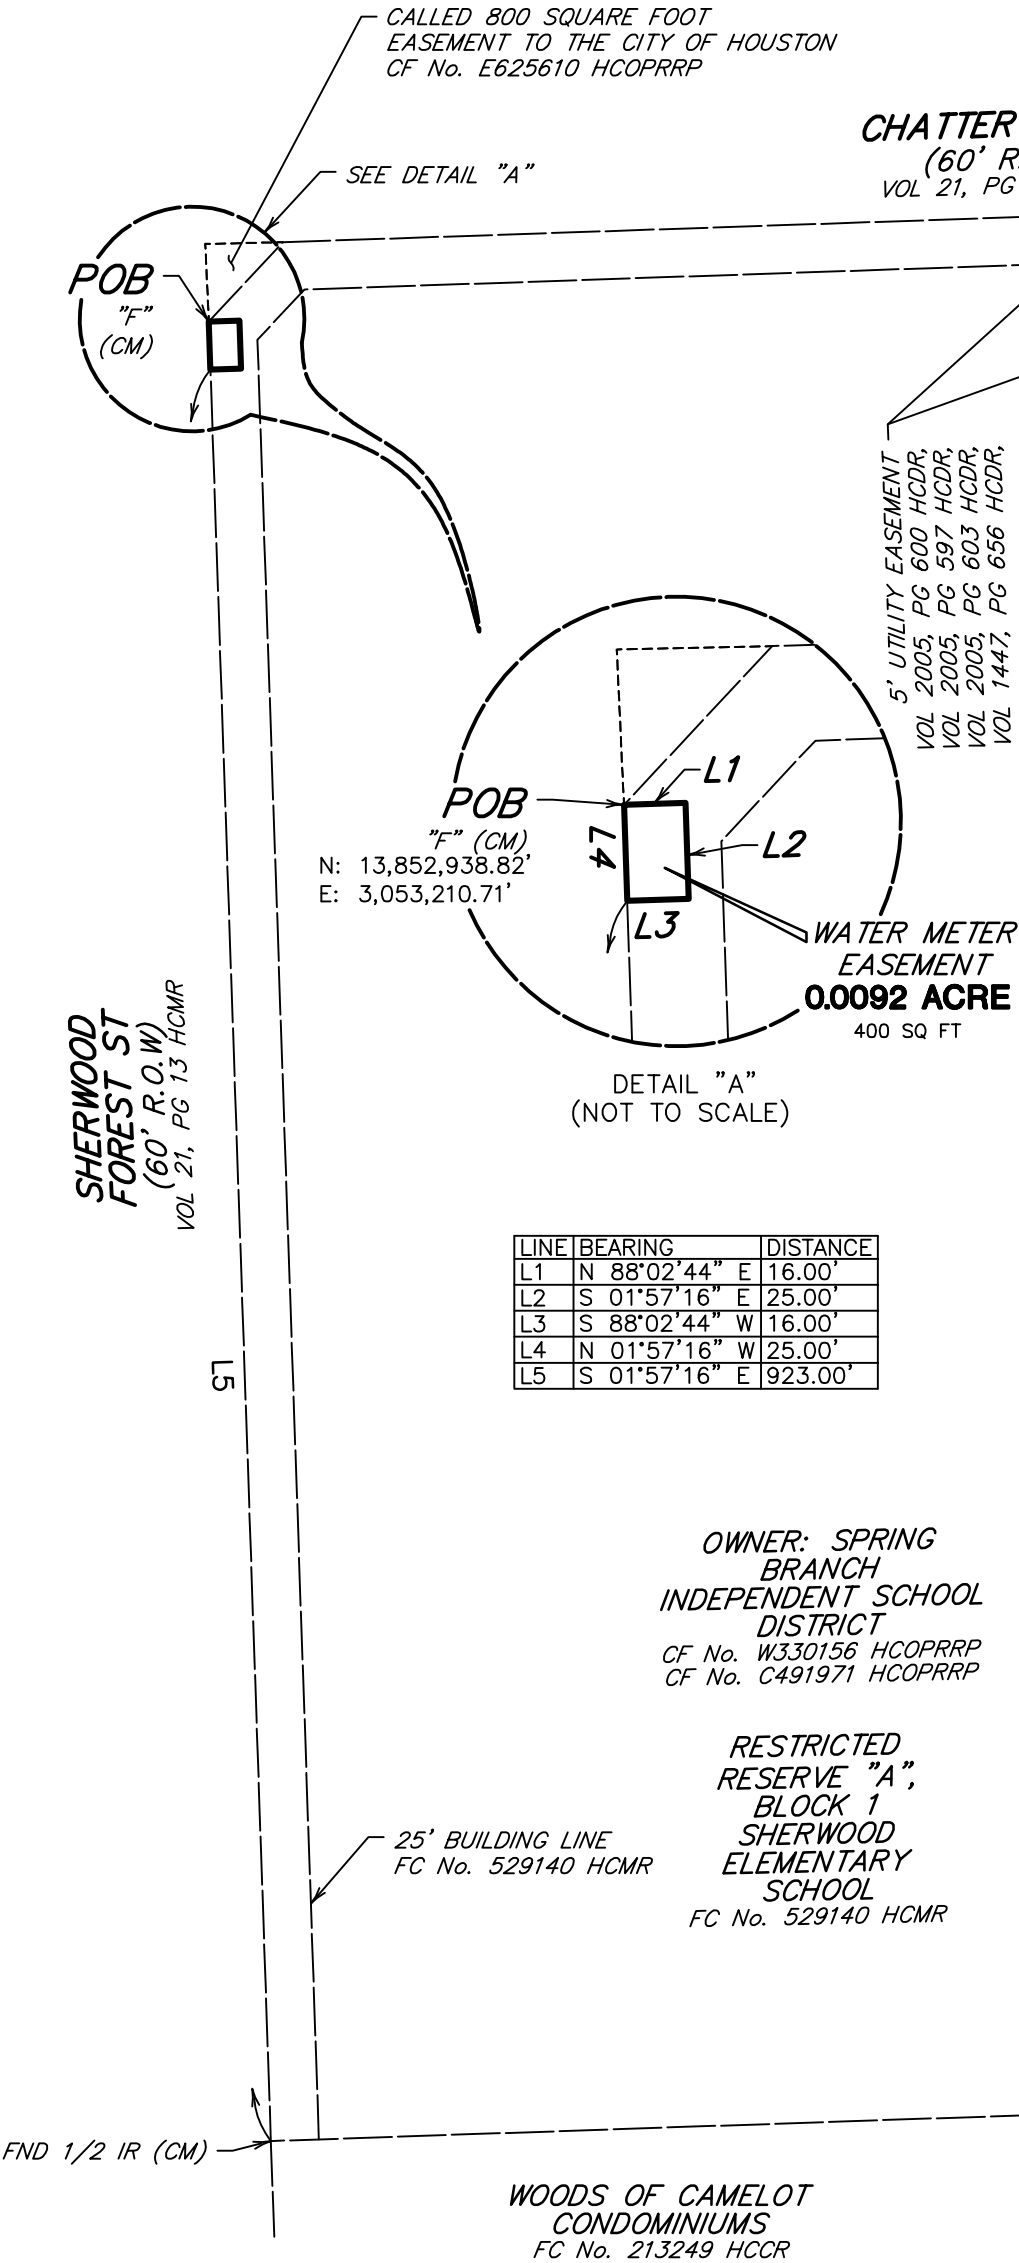 CALLED 800 SQUARE FOOT
EASEMENT TO THE CITY OF HOUSTON
CF No. E625610 HCOPRRP
CHATTER
(60' R.
VOL 21, PG
SEE DETAIL "A"
POB
"F"
(CM)
5' UTILITY EASEMENT
VOL 2005, PG 600 HCDR,
VOL 2005, PG 597 HCDR,
VOL 2005, PG 603 HCDR,
VOL 1447, PG 656 HCDR,
L1
POB
"F" (CM)
N: 13,852,938.82'
E: 3,053,210.71'
L4
L2
L3
WATER METER
EASEMENT
0.0092 ACRE
400 SQ FT
DETAIL "A"
(NOT TO SCALE)
SHERWOOD
FOREST ST
(60' R.O.W)
VOL 21, PG 13 HCMR
LINE BEARING DISTANCE
L1 N 88°02'44" E 16.00'
L2 S 01°57'16" E 25.00'
L3 S 88°02'44" W 16.00'
L4 N 01°57'16" W 25.00'
L5 S 01°57'16" E 923.00'
L5
OWNER: SPRING
BRANCH
INDEPENDENT SCHOOL
DISTRICT
CF No. W330156 HCOPRRP
CF No. C491971 HCOPRRP
RESTRICTED
RESERVE "A",
BLOCK 1
SHERWOOD
ELEMENTARY
SCHOOL
FC No. 529140 HCMR
25' BUILDING LINE
FC No. 529140 HCMR
FND 1/2 IR (CM)
WOODS OF CAMELOT
CONDOMINIUMS
FC No. 213249 HCCR